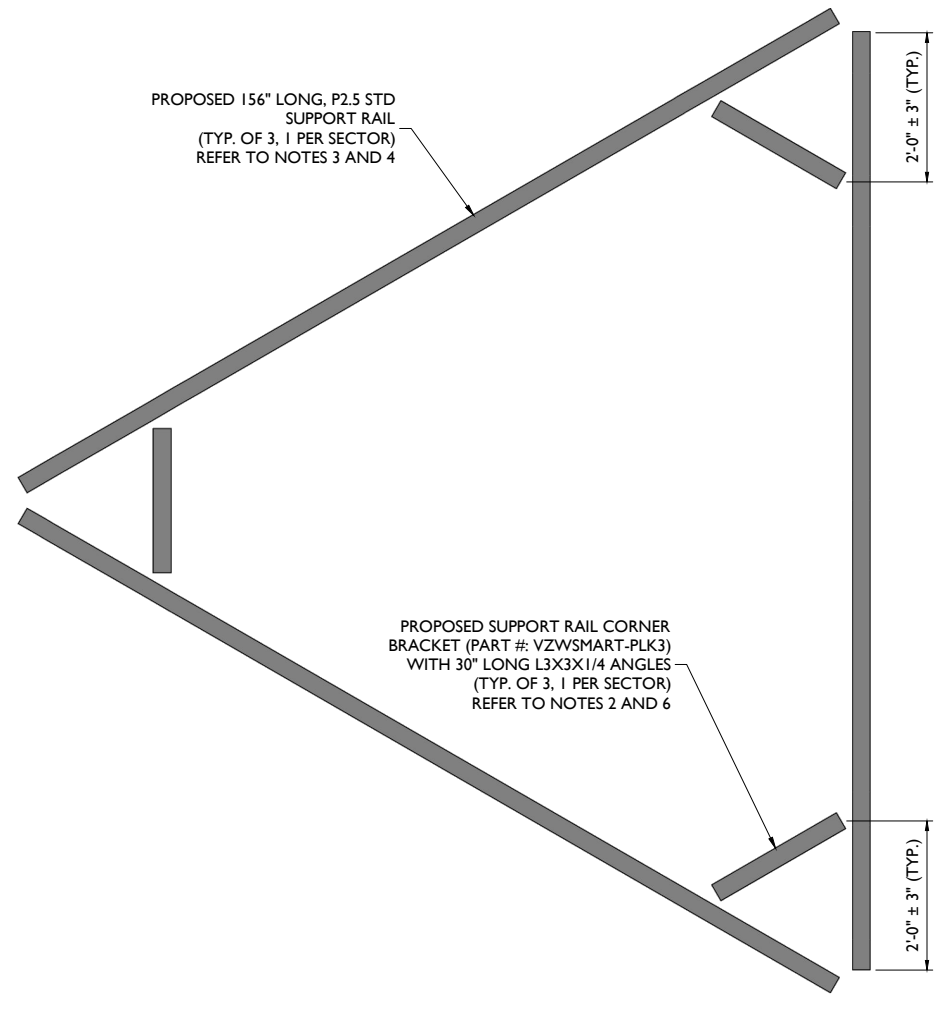 PROPOSED 156" LONG, P2.5 STD
SUPPORT RAIL
(TYP. OF 3, 1 PER SECTOR)
REFER TO NOTES 3 AND 4
2'-0" ± 3" (TYP.)
PROPOSED SUPPORT RAIL CORNER
BRACKET (PART #: VZWSMART-PLK3)
WITH 30" LONG L3X3X1/4 ANGLES
(TYP. OF 3, 1 PER SECTOR)
REFER TO NOTES 2 AND 6
2'-0" ± 3" (TYP.)